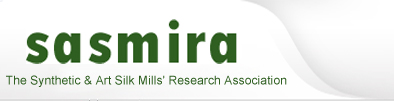 sasmira
The Synthetic & Art Silk Mills' Research Association